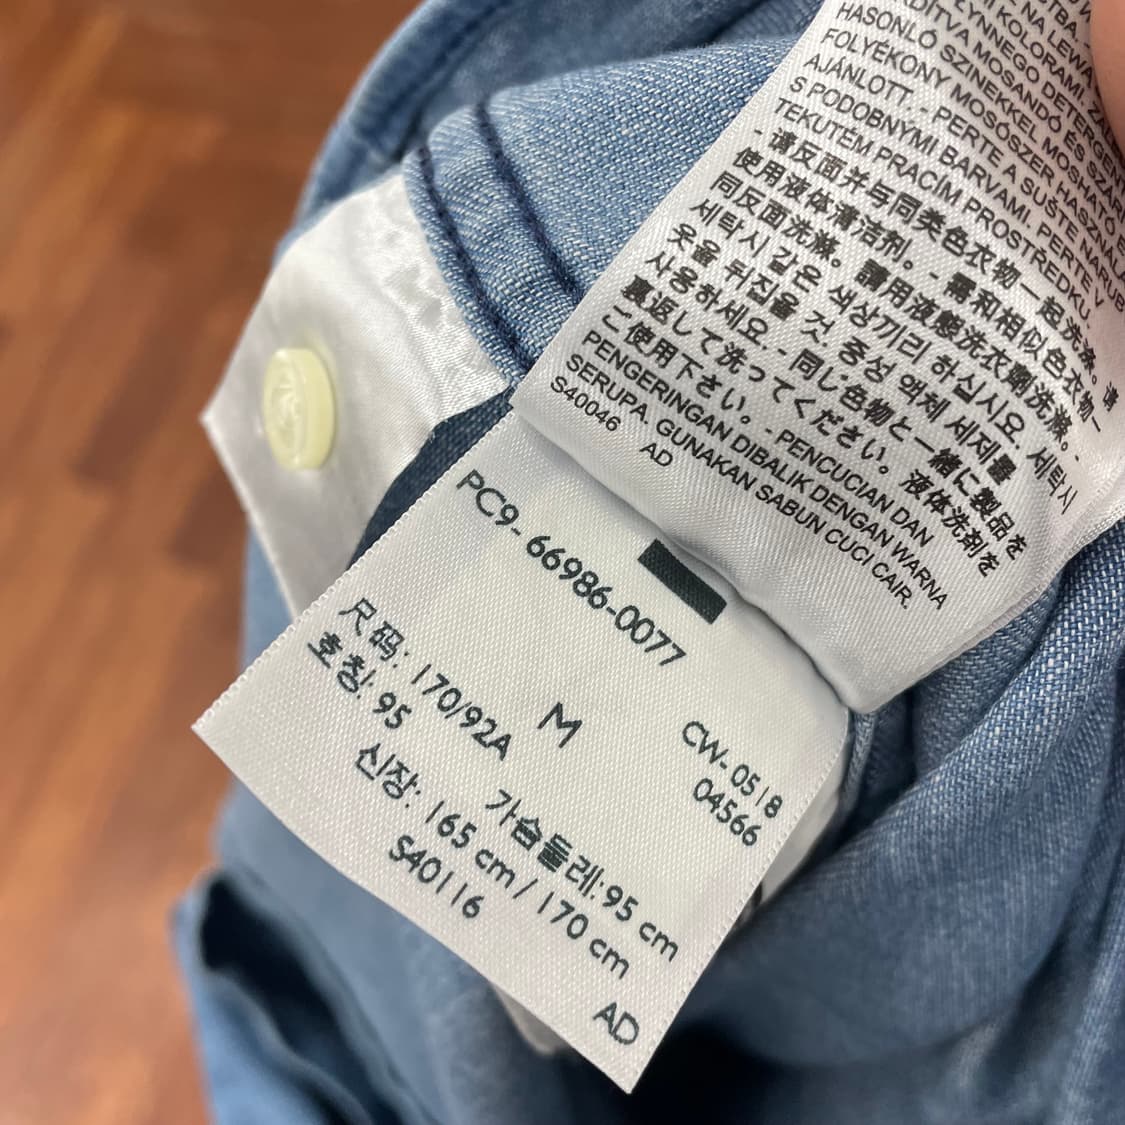 NA LEWĄ
HASONLÓ SZÍNEKKEL MOSHATÓ
FOLYÉKONY MOSÓSZER HASZNÁLATA
AJÁNLOTT. - PERTE A SUŠTE NARUBY
S PODOBNÝMI BARVAMI. PERTE V
TEKUTÉM PRACÍM PROSTŘEDKU.
- 请反面并与同类色衣物一起洗涤。请
使用液体清洁剂。- 需和相似色衣物一
同反面洗滌。請用液態洗衣劑洗滌。-
세탁시 같은 색상끼리 하십시요. 세탁시
옷을 뒤집을 것. 중성 액체 세제를
사용하세요. - 同じ色物と一緒に製品を
裏返して洗ってください。液体洗剤を
ご使用下さい。- PENCUCIAN DAN
PENGERINGAN DIBALIK DENGAN WARNA
SERUPA. GUNAKAN SABUN CUCI CAIR.
S40046 AD
PC9- 66986-0077
M
CW- 0518
04566
尺码: 170/92A
호칭: 95
가슴둘레: 95 cm
신장: 165 cm / 170 cm
S40116
AD